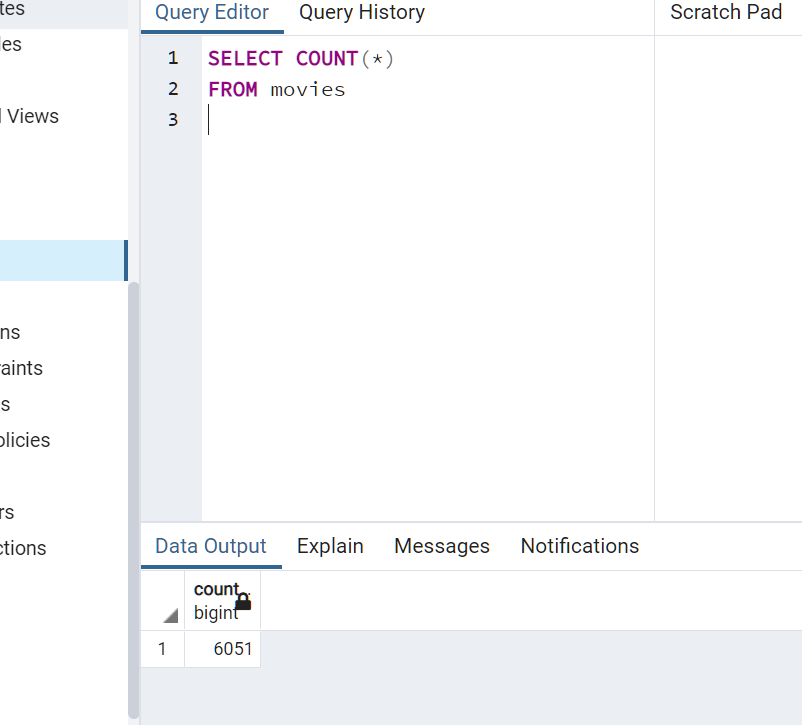 tes
les
l Views
ns
raints
s
olicies
rs
ctions
Query Editor Query History Scratch Pad
1 SELECT COUNT(*)
2 FROM movies
3
Data Output Explain Messages Notifications
count
bigint
1 6051